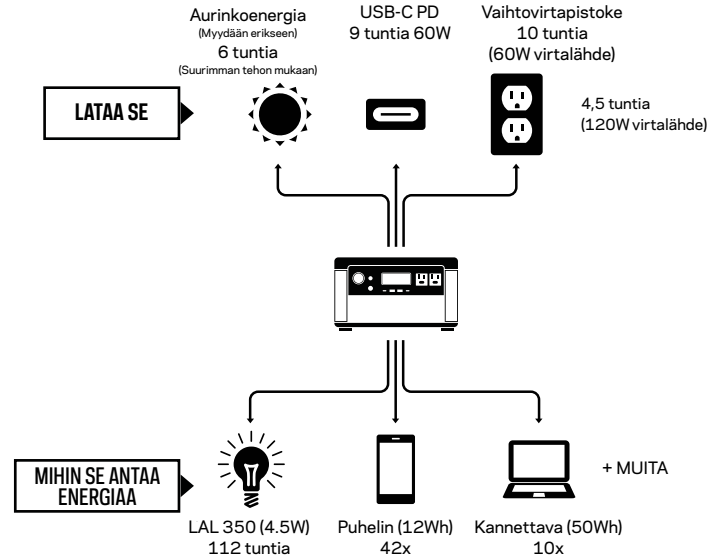 Aurinkoenergia
(Myydään erikseen)
6 tuntia
(Suurimman tehon mukaan)
USB-C PD
9 tuntia 60W
Vaihtovirtapistoke
10 tuntia
(60W virtalähde)
4,5 tuntia
(120W virtalähde)
LATAA SE
MIHIN SE ANTAA
ENERGIAA
LAL 350 (4.5W)
112 tuntia
Puhelin (12Wh)
42x
Kannettava (50Wh)
10x
+ MUITA